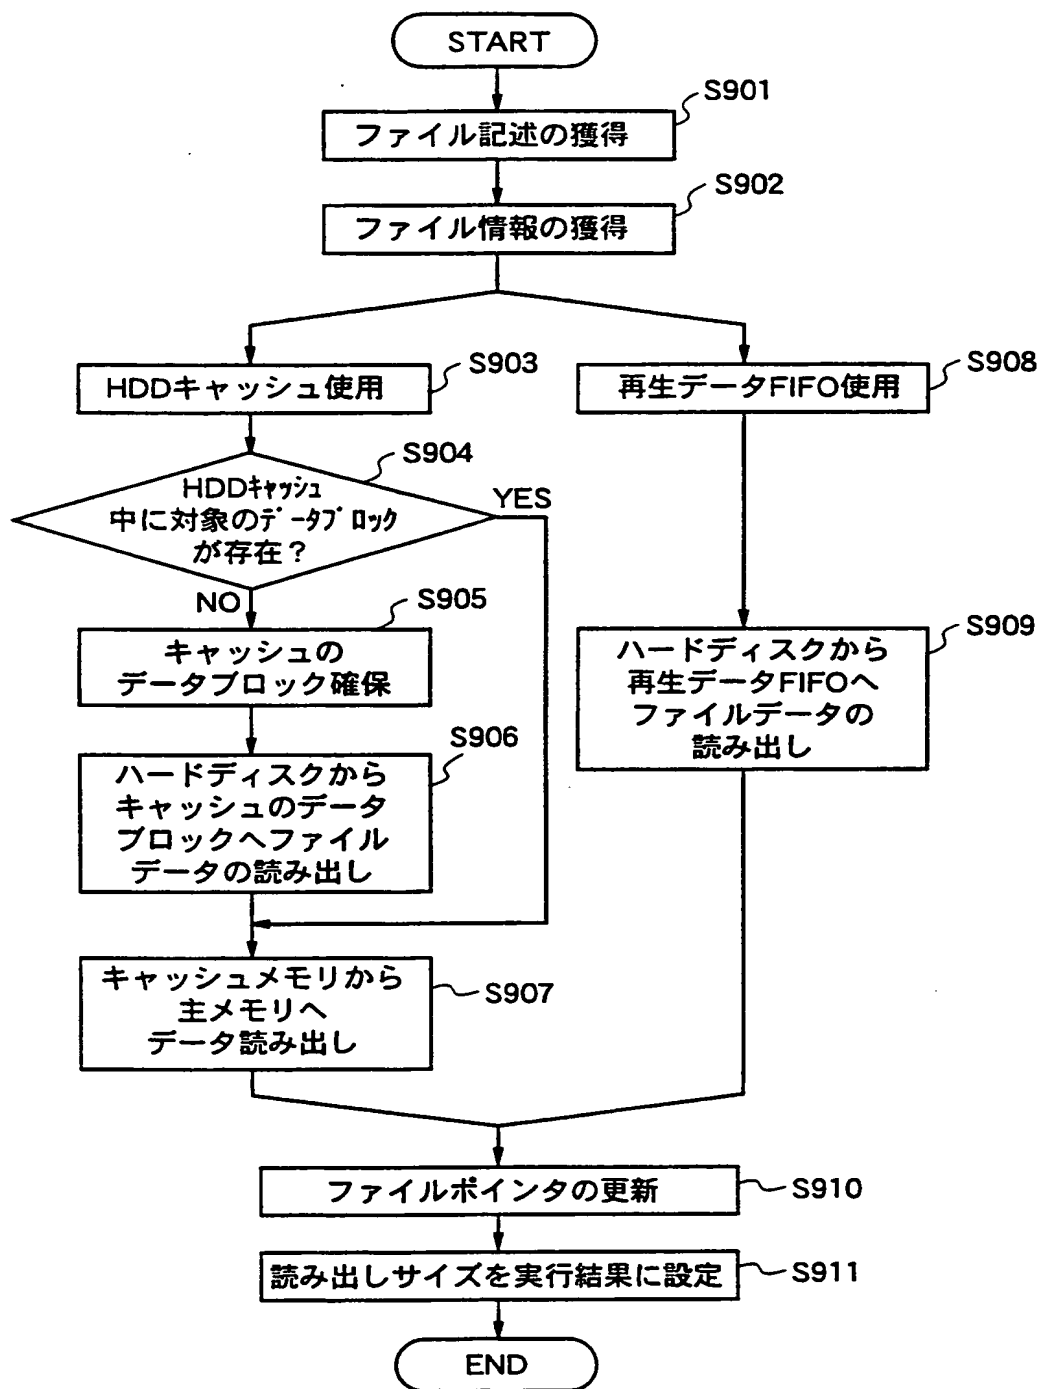 START
S901
ファイル記述の獲得
S902
ファイル情報の獲得
S903
HDDキャッシュ使用
S904
HDDｷｬｯｼｭ
中に対象のﾃﾞｰﾀﾌﾞﾛｯｸ
が存在？
YES
NO
S905
キャッシュの
データブロック確保
S906
ハードディスクから
キャッシュのデータ
ブロックへファイル
データの読み出し
キャッシュメモリから
主メモリへ
データ読み出し
S907
S908
再生データFIFO使用
S909
ハードディスクから
再生データFIFOへ
ファイルデータの
読み出し
ファイルポインタの更新
S910
読み出しサイズを実行結果に設定
S911
END